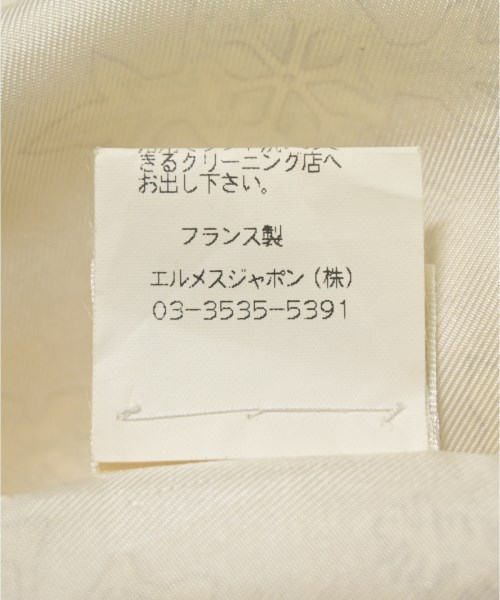 きるクリーニング店へ
お出し下さい。
フランス製
エルメスジャポン(株)
03-3535-5391